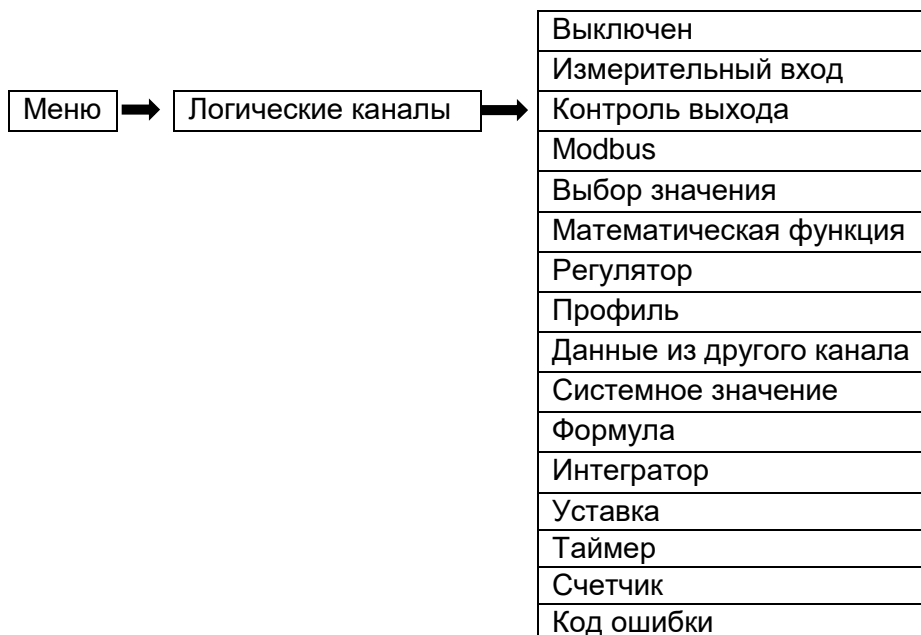 Меню
Логические каналы
Выключен
Измерительный вход
Контроль выхода
Modbus
Выбор значения
Математическая функция
Регулятор
Профиль
Данные из другого канала
Системное значение
Формула
Интегратор
Уставка
Таймер
Счетчик
Код ошибки